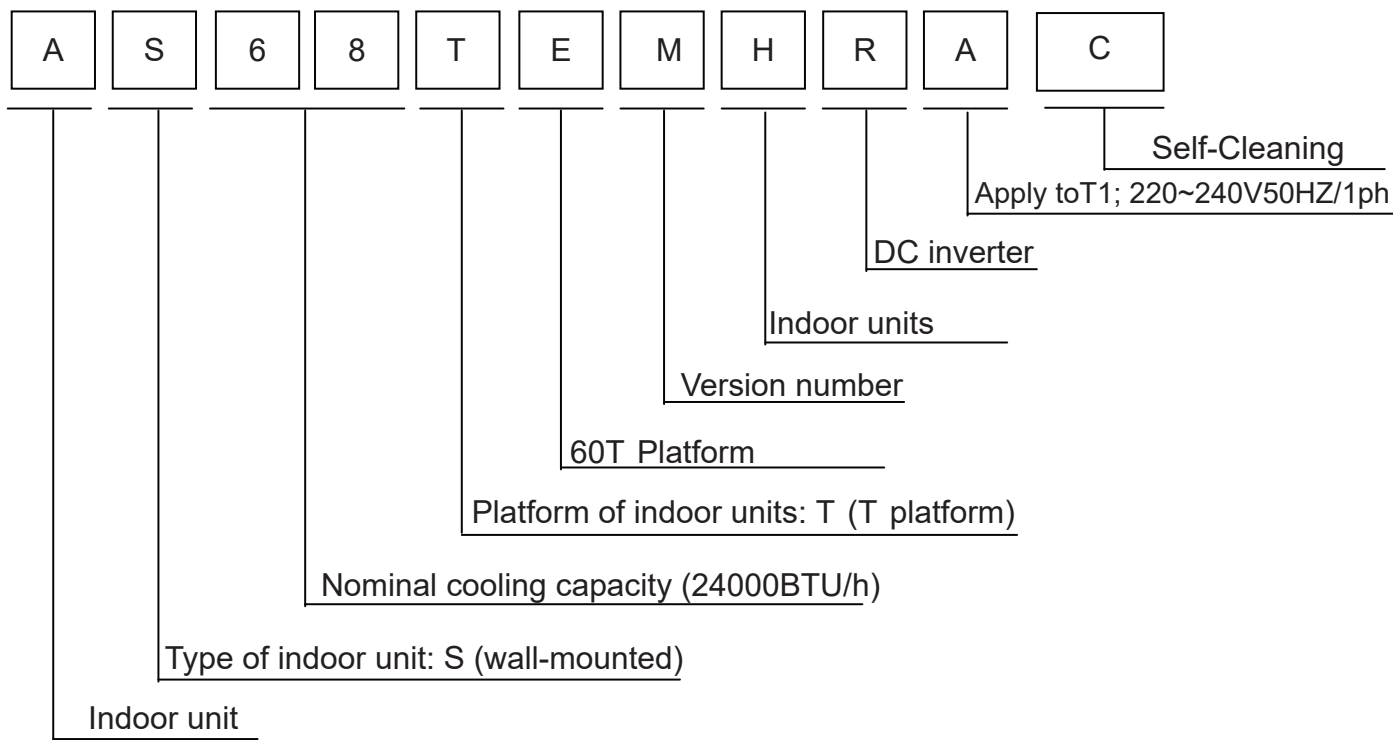 A S 6 8 T E M H R A C
Self-Cleaning
Apply toT1; 220~240V50HZ/1ph
DC inverter
Indoor units
Version number
60T Platform
Platform of indoor units: T (T platform)
Nominal cooling capacity (24000BTU/h)
Type of indoor unit: S (wall-mounted)
Indoor unit